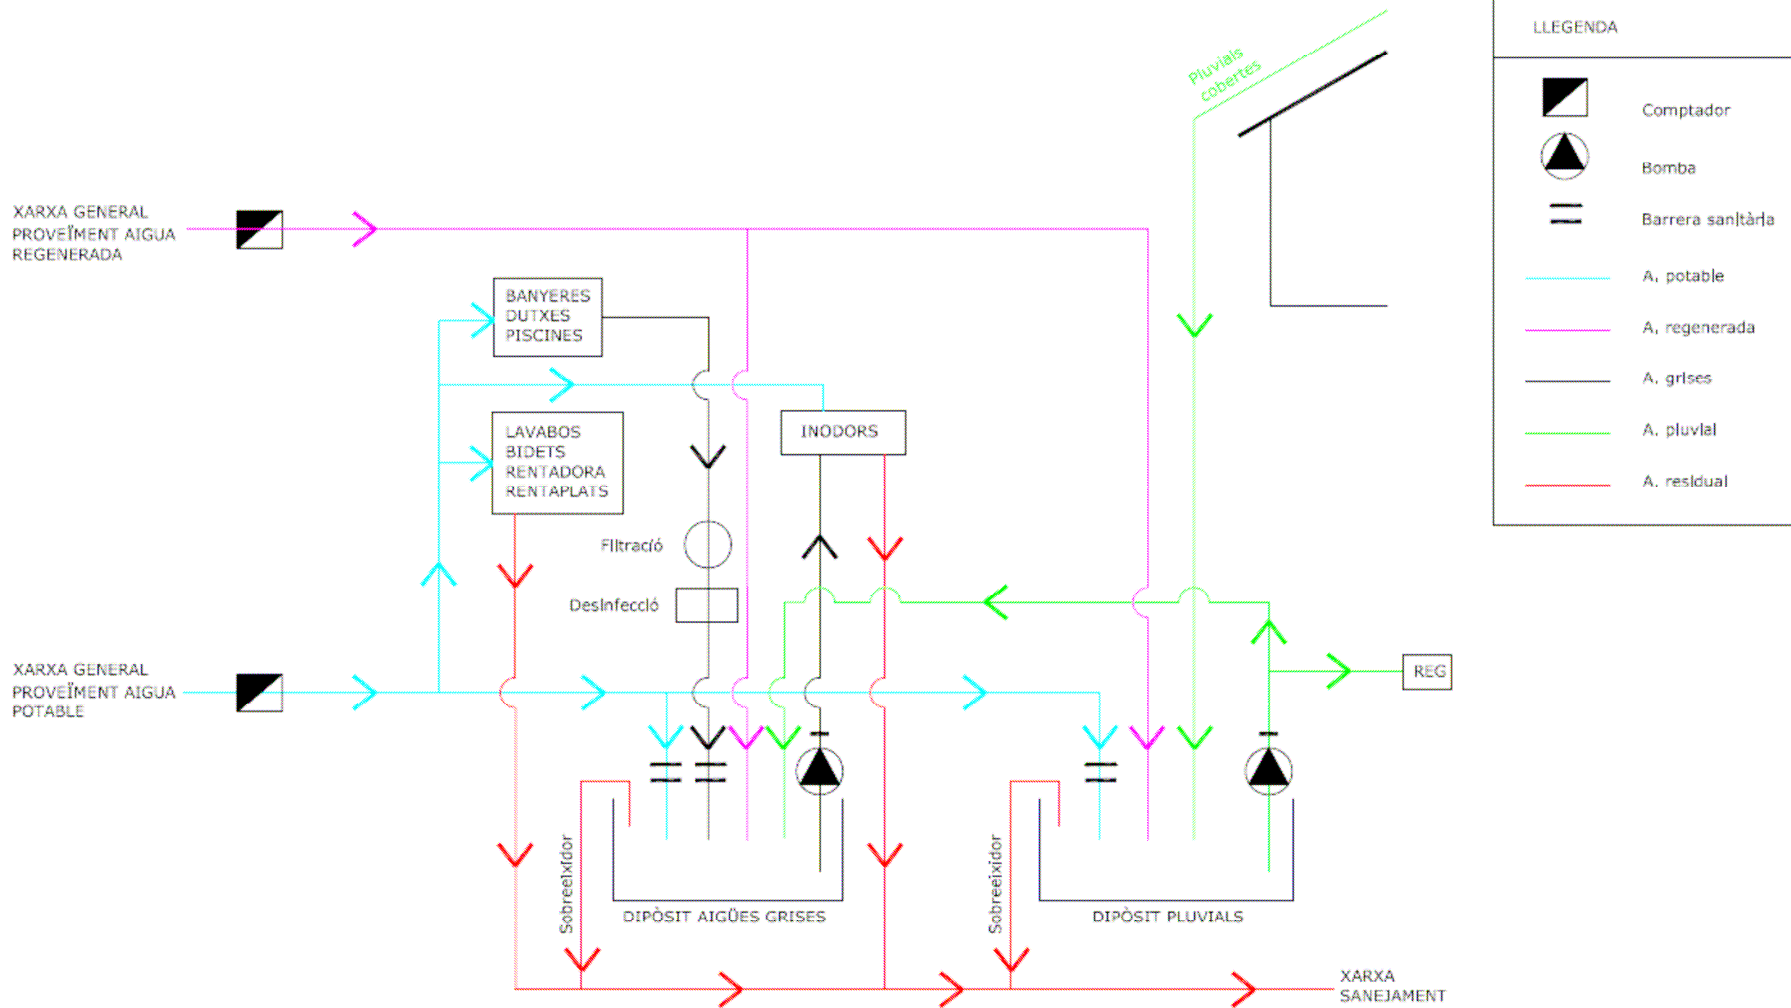 LLEGENDA
Comptador
Bomba
Barrera sanitària
A. potable
A. regenerada
A. grises
A. pluvial
A. residual
Pluvials
cobertes
XARXA GENERAL
PROVEÏMENT AIGUA
REGENERADA
BANYERES
DUTXES
PISCINES
LAVABOS
BIDETS
RENTADORA
RENTAPLATS
INODORS
Filtració
Desinfecció
XARXA GENERAL
PROVEÏMENT AIGUA
POTABLE
REG
Sobreeixidor
DIPÒSIT AIGÜES GRISES
Sobreeixidor
DIPÒSIT PLUVIALS
XARXA
SANEJAMENT